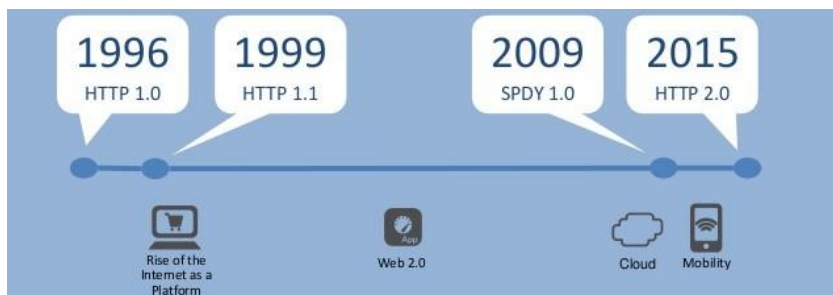 1996
HTTP 1.0
1999
HTTP 1.1
2009
SPDY 1.0
2015
HTTP 2.0
Rise of the
Internet as a
Platform
App
Web 2.0
Cloud
Mobility